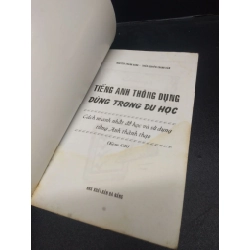 TIẾNG ANH THÔNG DỤNG
DÙNG TRONG DU HỌC
Cách nhanh nhất để học và sử dụng
tiếng Anh thành thạo
NHÀ XUẤT BẢN ĐÀ NẴNG